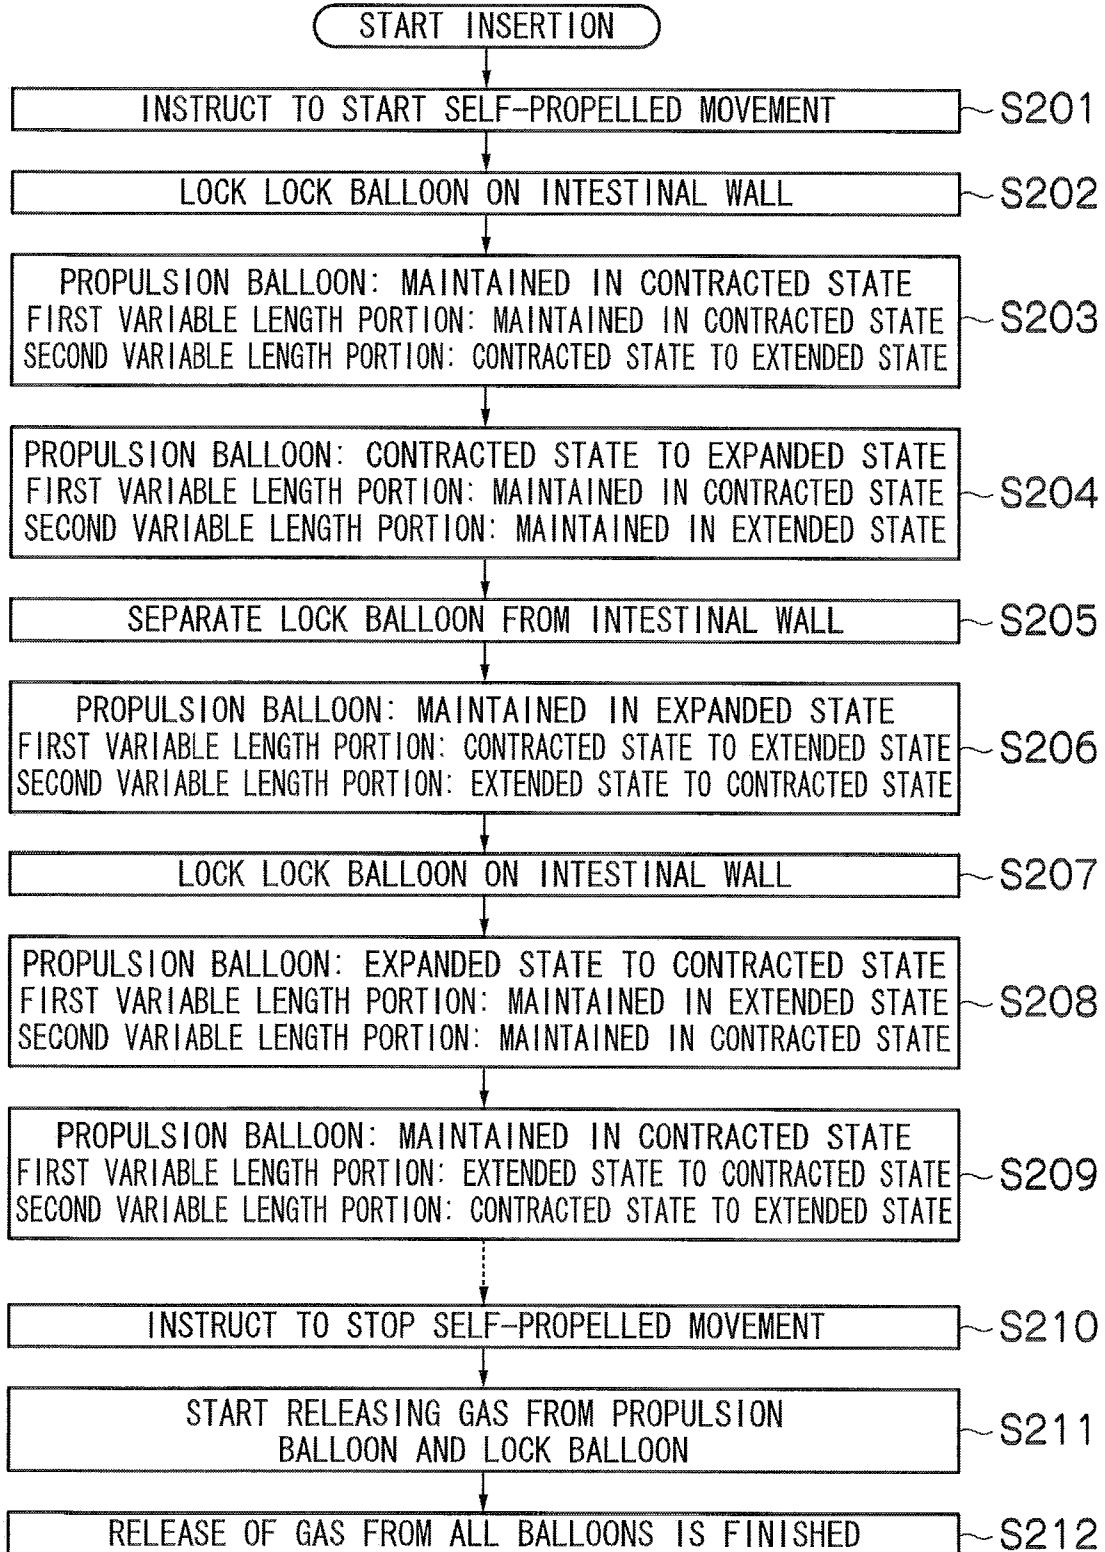 START INSERTION
INSTRUCT TO START SELF-PROPELLED MOVEMENT
S201
LOCK LOCK BALLOON ON INTESTINAL WALL
S202
PROPULSION BALLOON: MAINTAINED IN CONTRACTED STATE
FIRST VARIABLE LENGTH PORTION: MAINTAINED IN CONTRACTED STATE
SECOND VARIABLE LENGTH PORTION: CONTRACTED STATE TO EXTENDED STATE
S203
PROPULSION BALLOON: CONTRACTED STATE TO EXPANDED STATE
FIRST VARIABLE LENGTH PORTION: MAINTAINED IN CONTRACTED STATE
SECOND VARIABLE LENGTH PORTION: MAINTAINED IN EXTENDED STATE
S204
SEPARATE LOCK BALLOON FROM INTESTINAL WALL
S205
PROPULSION BALLOON: MAINTAINED IN EXPANDED STATE
FIRST VARIABLE LENGTH PORTION: CONTRACTED STATE TO EXTENDED STATE
SECOND VARIABLE LENGTH PORTION: EXTENDED STATE TO CONTRACTED STATE
S206
LOCK LOCK BALLOON ON INTESTINAL WALL
S207
PROPULSION BALLOON: EXPANDED STATE TO CONTRACTED STATE
FIRST VARIABLE LENGTH PORTION: MAINTAINED IN EXTENDED STATE
SECOND VARIABLE LENGTH PORTION: MAINTAINED IN CONTRACTED STATE
S208
PROPULSION BALLOON: MAINTAINED IN CONTRACTED STATE
FIRST VARIABLE LENGTH PORTION: EXTENDED STATE TO CONTRACTED STATE
SECOND VARIABLE LENGTH PORTION: CONTRACTED STATE TO EXTENDED STATE
S209
INSTRUCT TO STOP SELF-PROPELLED MOVEMENT
S210
START RELEASING GAS FROM PROPULSION
BALLOON AND LOCK BALLOON
S211
RELEASE OF GAS FROM ALL BALLOONS IS FINISHED
S212